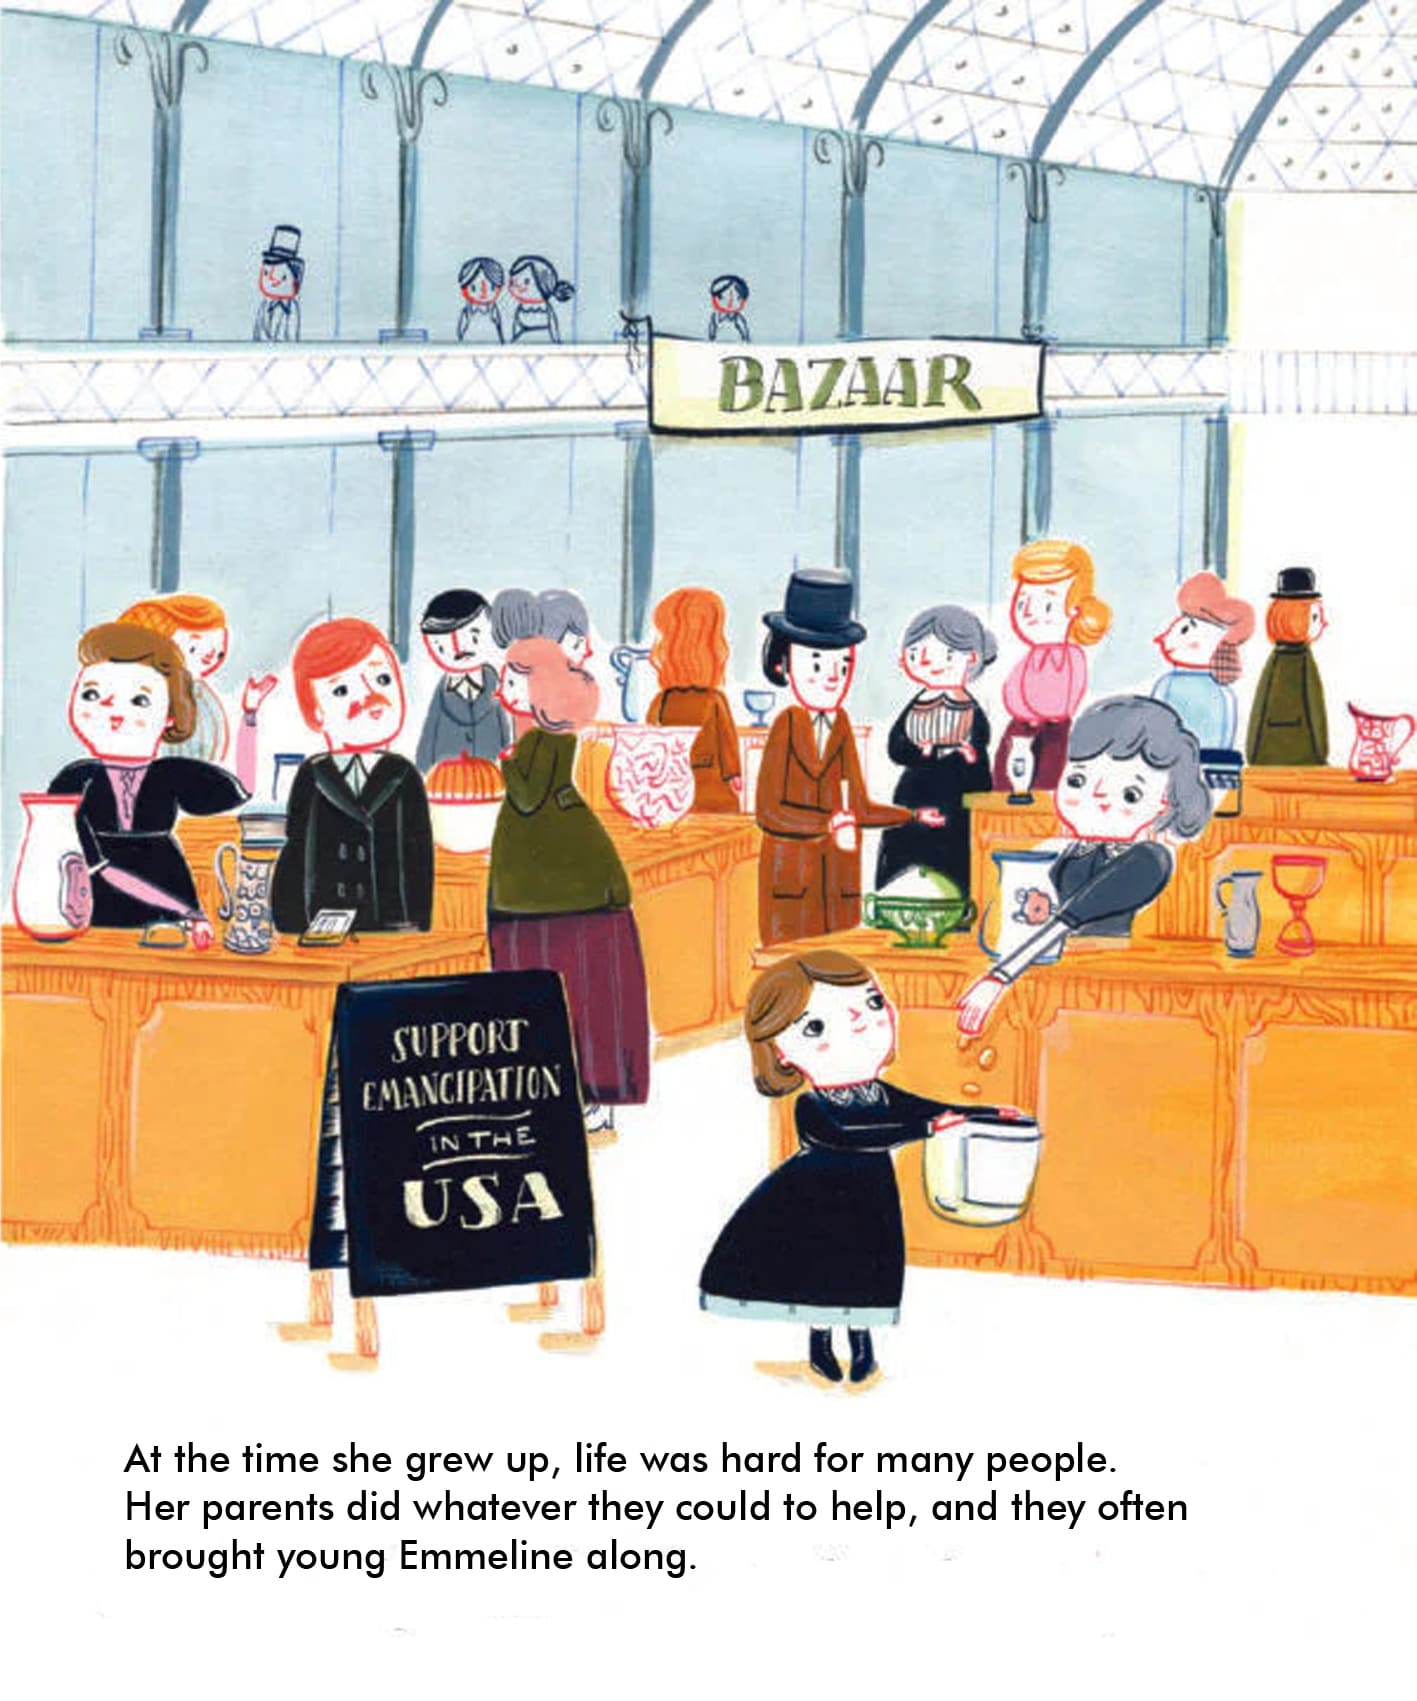 BAZAAR
SUPPORT
EMANCIPATION
IN THE
USA
At the time she grew up, life was hard for many people.
Her parents did whatever they could to help, and they often
brought young Emmeline along.